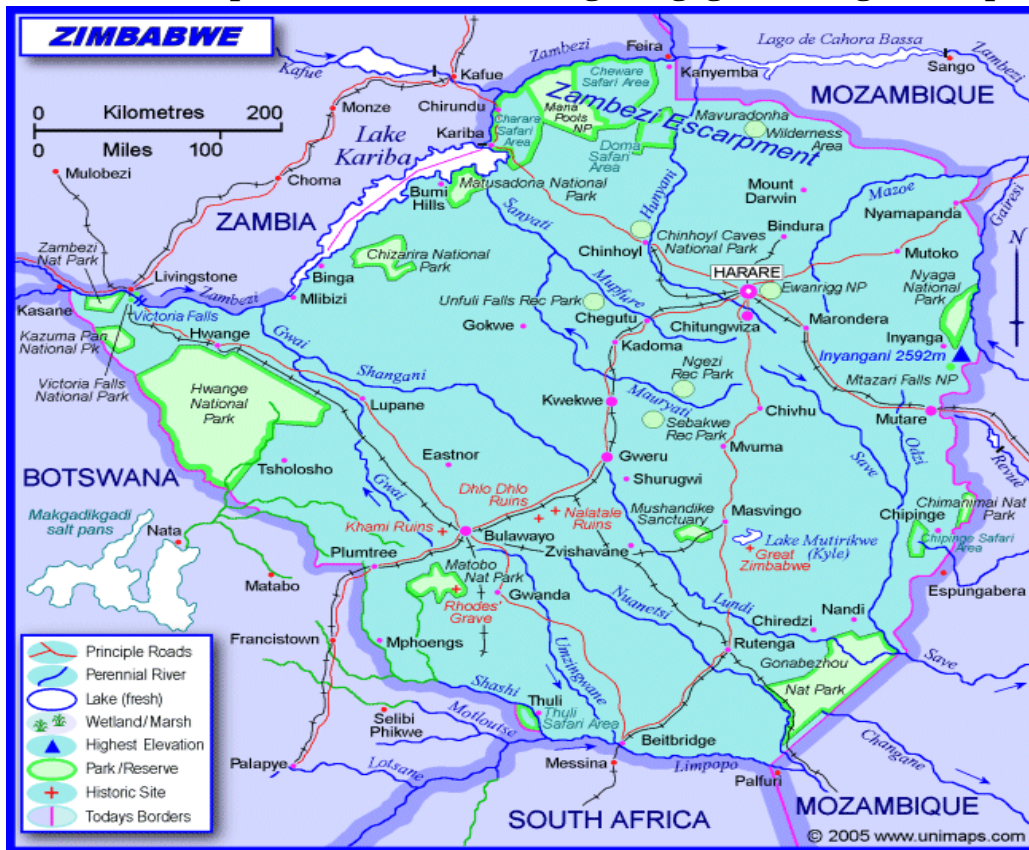 ZIMBABWE
0 Kilometres 200
0 Miles 100
Kafue
Kafue
Zambezi
Feira
Lago de Cahora Bassa
Zambezi
Sango
Kanyemba
MOZAMBIQUE
Cheware
Safari Area
Mana
Pools
NP
Zambezi Escarpment
Mavuradonha
Wilderness
Area
Monze
Chirundu
Charara
Safari
Area
Kariba
Lake
Kariba
Doma
Safari
Area
Mulobezi
Choma
Bumi
Hills
Matusadona National
Park
Hunyani
Mount
Darwin
Mazoe
Gairesi
Nyamapanda
ZAMBIA
Sanyati
Chinhoyl
Chinhoyl Caves
National Park
Bindura
N
Zambezi
Nat Park
Chizarira National
Park
Mutoko
Livingstone
Binga
HARARE
Nyaga
National
Park
Mupfure
Ewanrigg NP
Kasane
Zambezi
Mlibizi
Unfuli Falls Rec Park
Victoria Falls
Chegutu
Chitungwiza
Marondera
Kazuma Pan
National Pk
Hwange
Gwai
Gokwe
Kadoma
Inyanga
Inyangani 2592m
Victoria Falls
National Park
Ngezi
Rec Park
Mtazari Falls NP
Shangani
Hwange
National
Park
Lupane
Kwekwe
Mauryati
Chivhu
Sebakwe
Rec Park
Mutare
Mvuma
Revue
Odzi
Eastnor
Gweru
Save
BOTSWANA
Tsholosho
Gwai
Shurugwi
Dhlo Dhlo
Ruins
Chimanimai Nat
Park
Makgadikgadi
salt pans
Khami Ruins
Nalatale
Ruins
Mushandike
Sanctuary
Masvingo
Chipinge
Nata
Bulawayo
Lake Mutirikwe
(Kyle)
Chipinge Safari
Area
Plumtree
Zvishavane
Great
Zimbabwe
Matobo
Nat Park
Matabo
Gwanda
Espungabera
Rhodes'
Grave
Nuanetsi
Lundi
Nandi
Chiredzi
Francistown
Mphoengs
Rutenga
Umzingwane
Gonabezhou
Nat Park
Save
Shashi
Thuli
Thuli
Safari Area
Selibi
Phikwe
Motloutse
Beitbridge
Changane
Palapye
Lotsane
Messina
Limpopo
Palfuri
SOUTH AFRICA
MOZAMBIQUE
Principle Roads
Perennial River
Lake (fresh)
Wetland/Marsh
Highest Elevation
Park/Reserve
Historic Site
Todays Borders
© 2005 www.unimaps.com